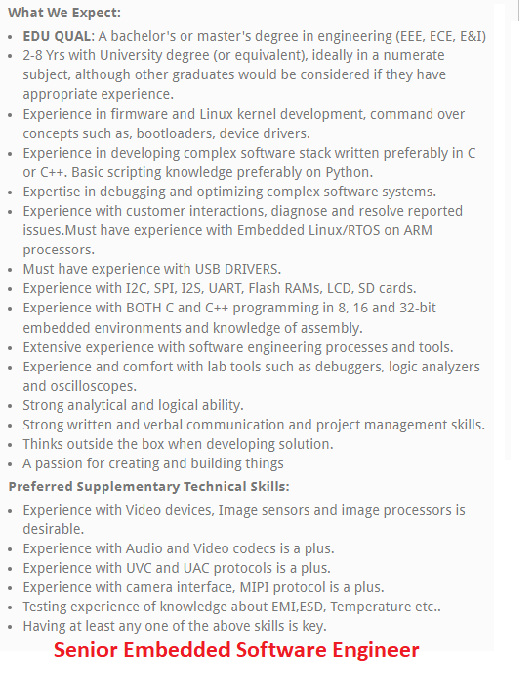 What We Expect:
• EDU QUAL: A bachelor's or master's degree in engineering (EEE, ECE, E&I)
• 2-8 Yrs with University degree (or equivalent), ideally in a numerate
subject, although other graduates would be considered if they have
appropriate experience.
• Experience in firmware and Linux kernel development, command over
concepts such as, bootloaders, device drivers.
• Experience in developing complex software stack written preferably in C
or C++. Basic scripting knowledge preferably on Python.
• Expertise in debugging and optimizing complex software systems.
• Experience with customer interactions, diagnose and resolve reported
issues.Must have experience with Embedded Linux/RTOS on ARM
processors.
• Must have experience with USB DRIVERS.
• Experience with I2C, SPI, I2S, UART, Flash RAMs, LCD, SD cards.
• Experience with BOTH C and C++ programming in 8, 16 and 32-bit
embedded environments and knowledge of assembly.
• Extensive experience with software engineering processes and tools.
• Experience and comfort with lab tools such as debuggers, logic analyzers
and oscilloscopes.
• Strong analytical and logical ability.
• Strong written and verbal communication and project management skills.
• Thinks outside the box when developing solution.
• A passion for creating and building things
Preferred Supplementary Technical Skills:
• Experience with Video devices, Image sensors and image processors is
desirable.
• Experience with Audio and Video codecs is a plus.
• Experience with UVC and UAC protocols is a plus.
• Experience with camera interface, MIPI protocol is a plus.
• Testing experience of knowledge about EMI,ESD, Temperature etc..
• Having at least any one of the above skills is key.
Senior Embedded Software Engineer